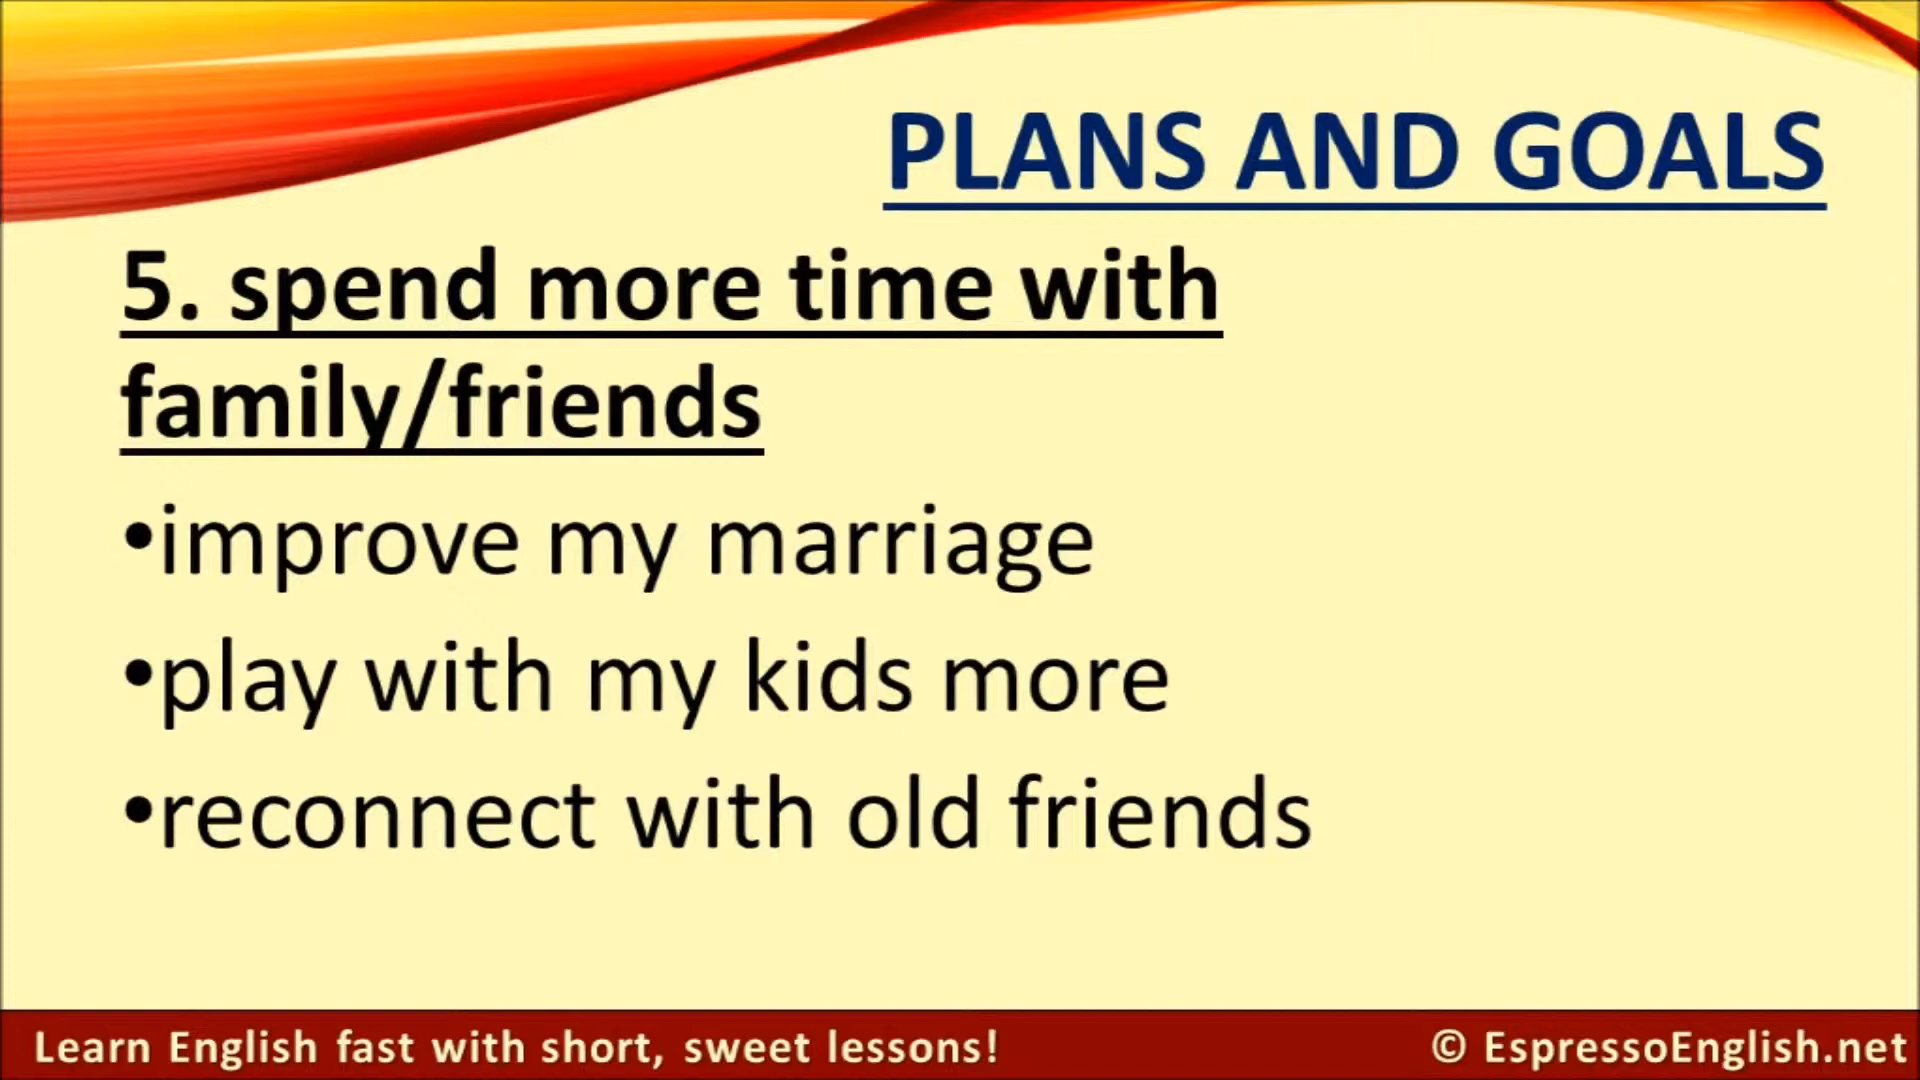 PLANS AND GOALS
5. spend more time with
family/friends
•improve my marriage
•play with my kids more
•reconnect with old friends
Learn English fast with short, sweet lessons!
© EspressoEnglish.net